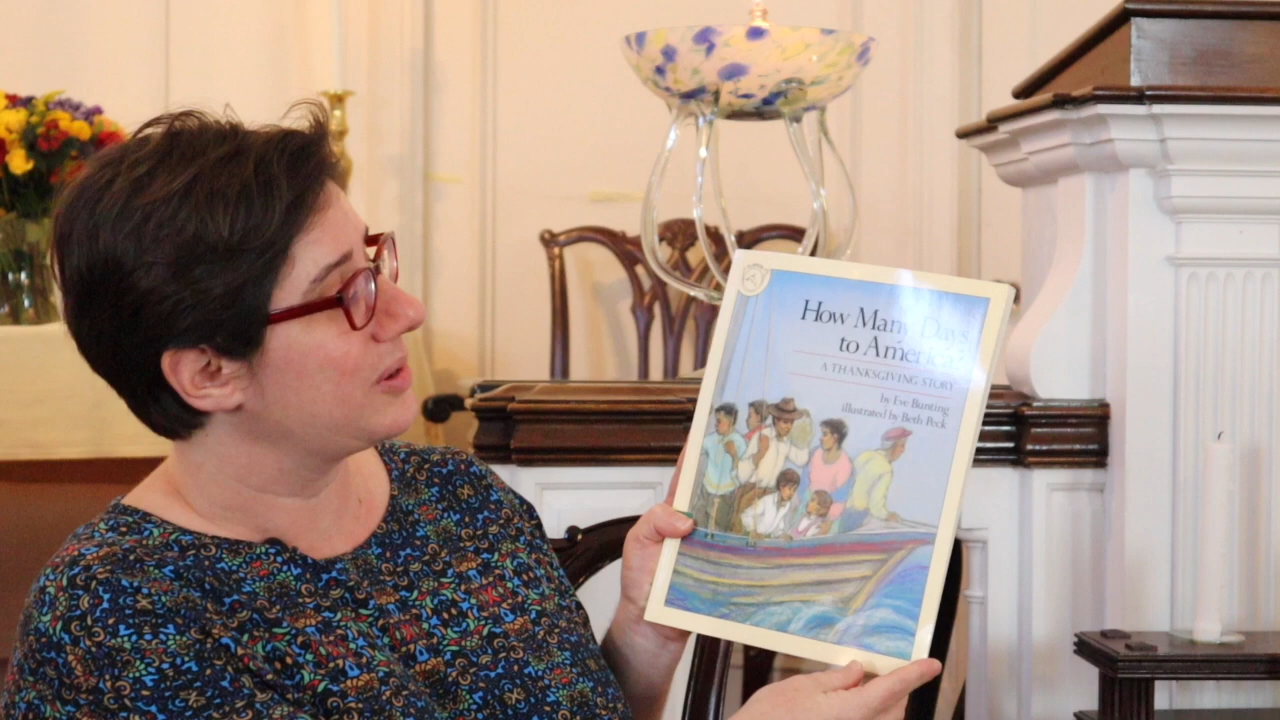 How Many Days
to America?
A THANKSGIVING STORY
by Eve Bunting
illustrated by Beth Peck